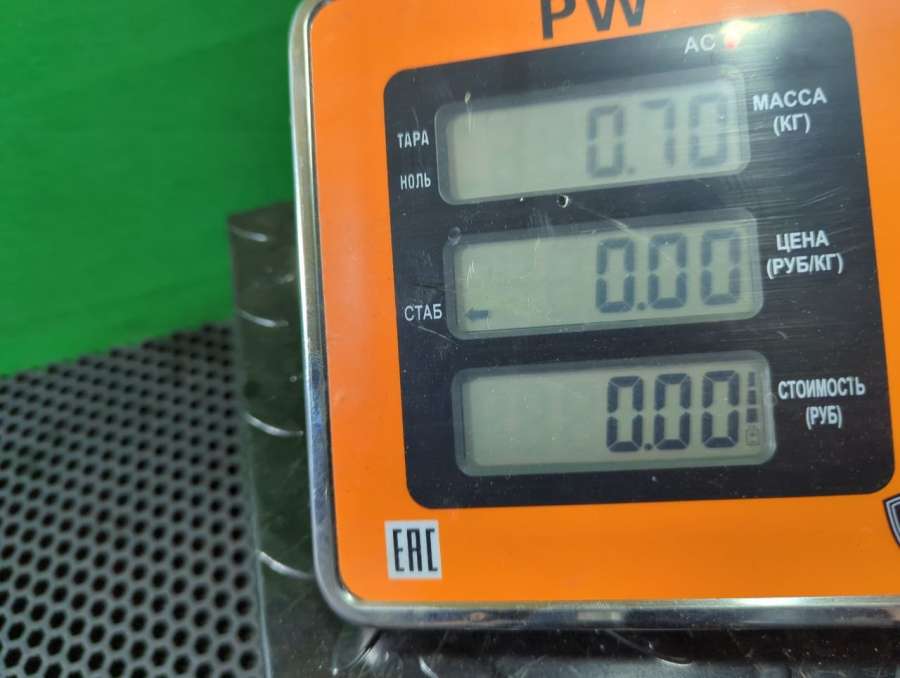 PW
AC
ТАРА
НОЛЬ
0.70
МАССА
(КГ)
СТАБ
0.00
ЦЕНА
(РУБ/КГ)
0.00
СТОИМОСТЬ
(РУБ)
EAC